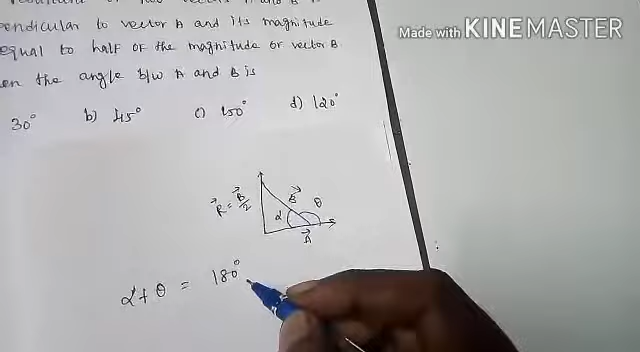 Made with KINEMASTER
pendicular to vector A and its magnitude
equal to half of the magnitude of vector B
the angle b/w A and B is
30° b) 45° c) 150° d) 120°
R = B/2 B θ
α
A
α + θ = 180°